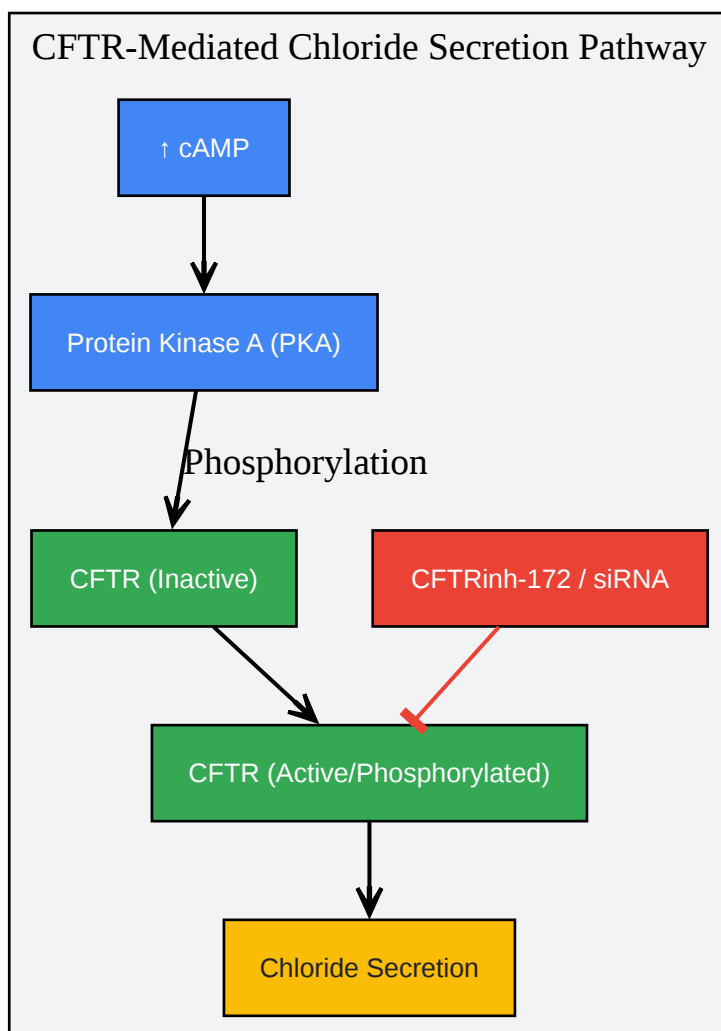 CFTR-Mediated Chloride Secretion Pathway
↑ cAMP
Protein Kinase A (PKA)
Phosphorylation
CFTR (Inactive)
CFTRinh-172 / siRNA
CFTR (Active/Phosphorylated)
Chloride Secretion